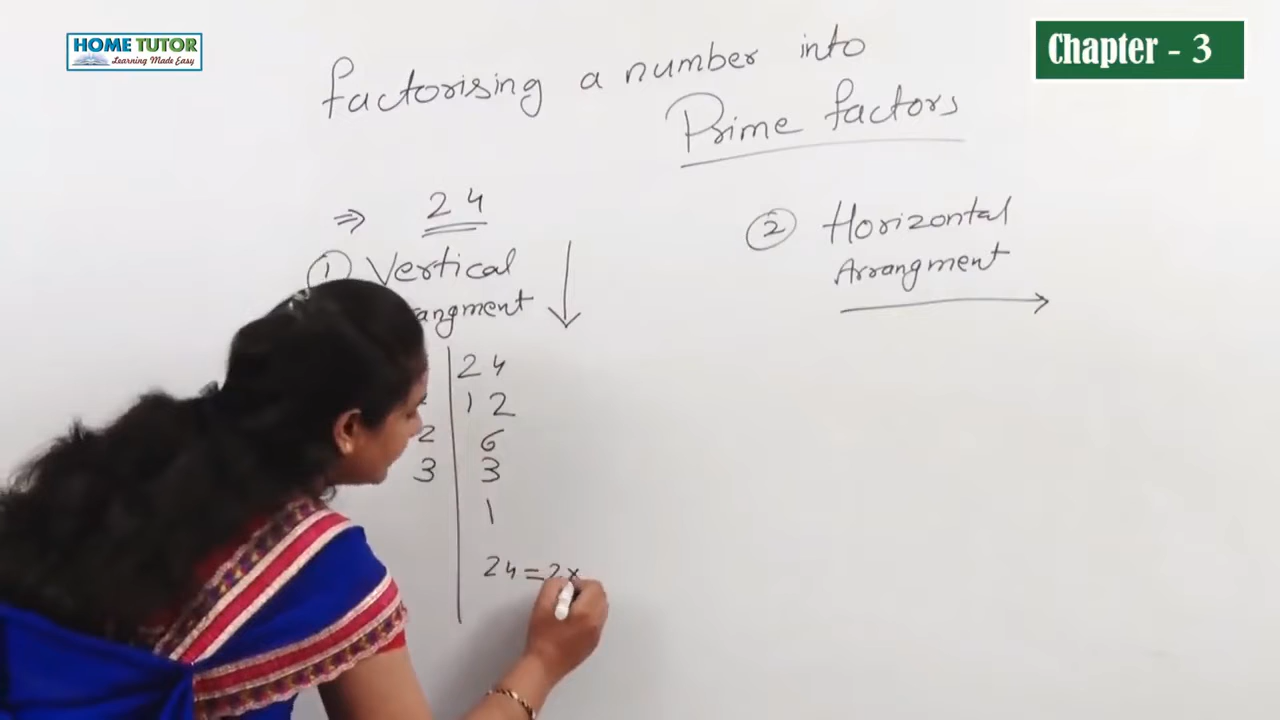 HOME TUTOR
Learning Made Easy
Chapter - 3
factorising a number into
Prime factors
⇒ 24
① Vertical
② Horizontal
Arrangment
24
12
2 6
3 3
1
24=2×